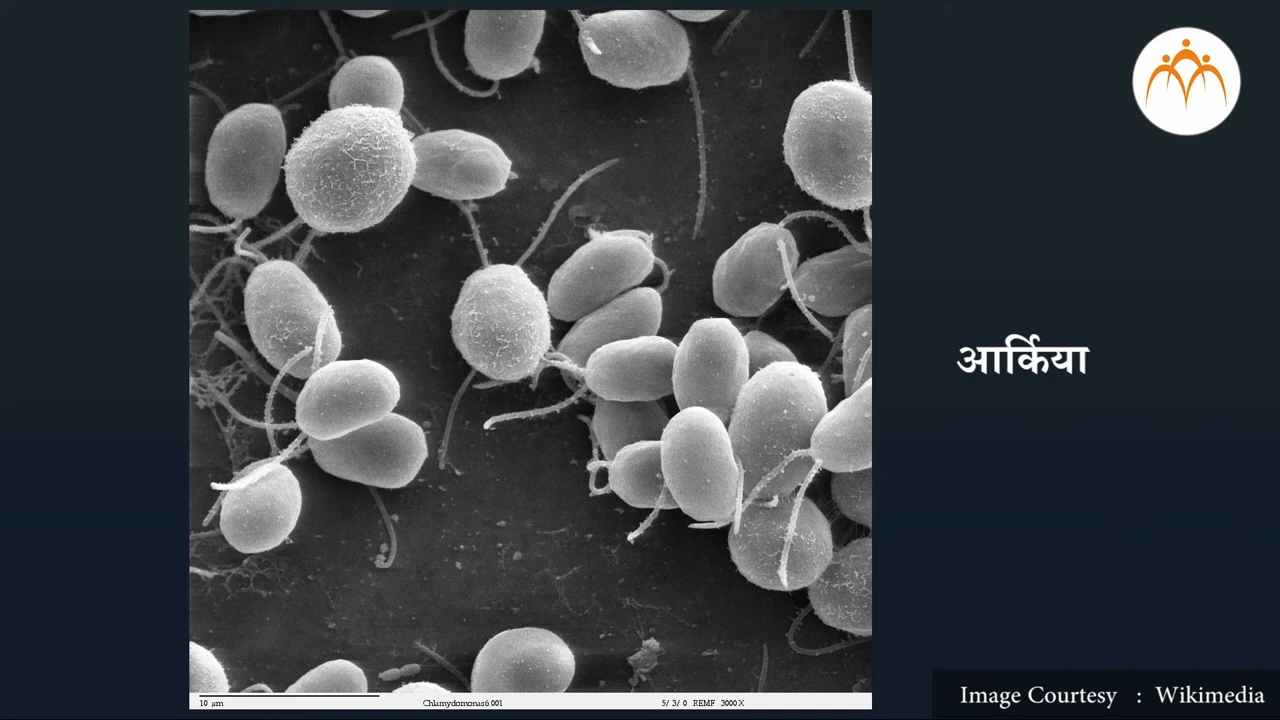 आर्किया
10 µm Chlamydomonas6.001 5/ 3/ 0 REMF 3000 X
Image Courtesy : Wikimedia